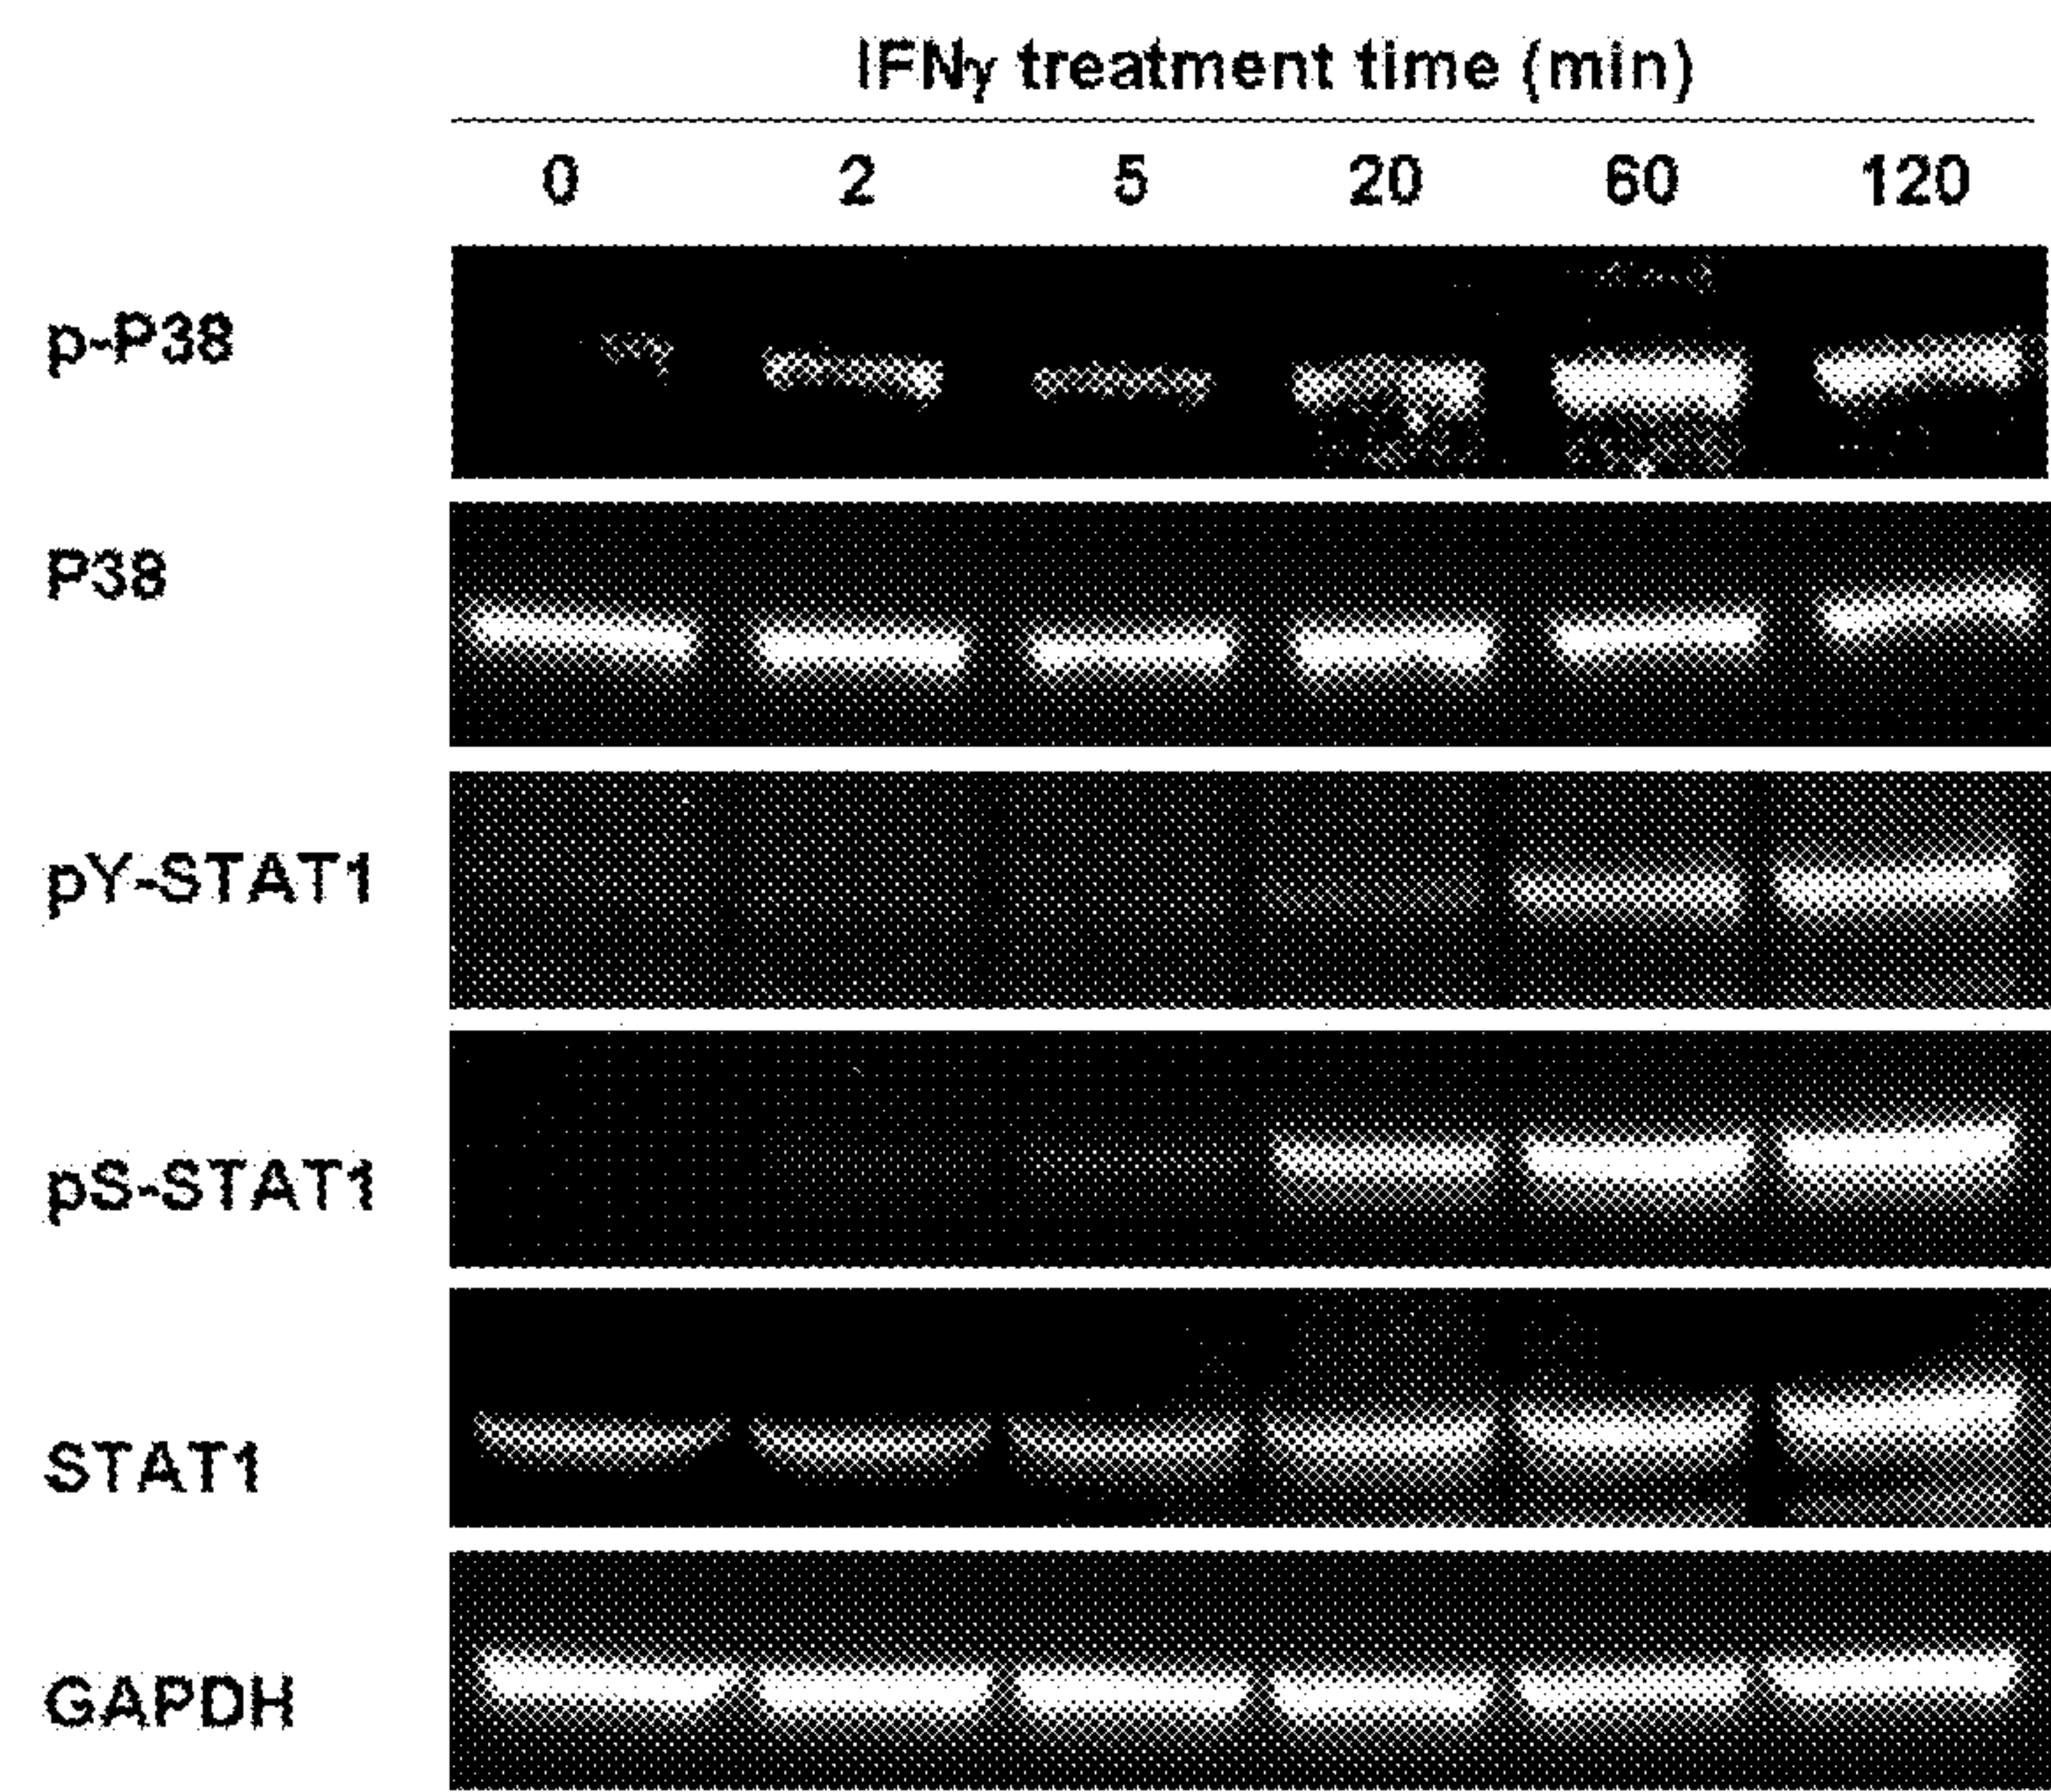 IFNγ treatment time (min)
0 2 5 20 60 120
p-P38
P38
pY-STAT1
pS-STAT1
STAT1
GAPDH